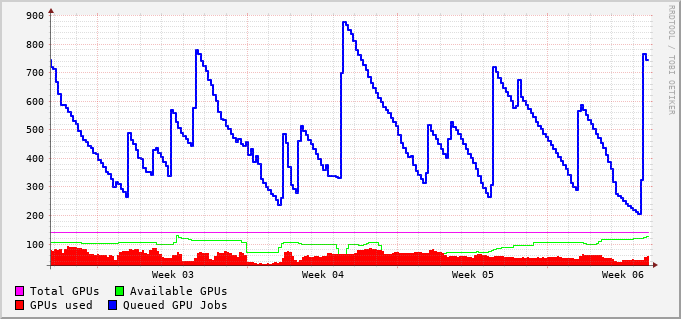 900
800
700
600
500
400
300
200
100
Week 03 Week 04 Week 05 Week 06
Total GPUs Available GPUs
GPUs used Queued GPU Jobs
RRDTOOL / TOBI OETIKER